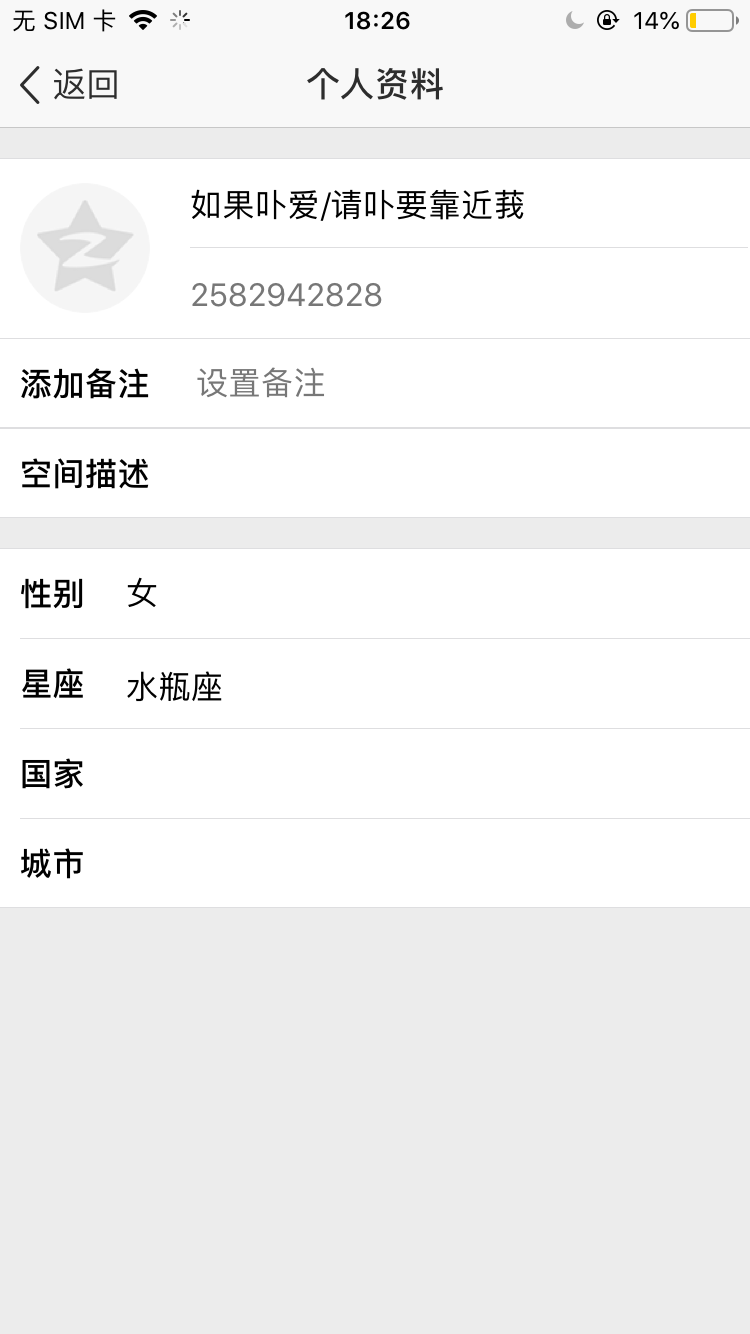 无 SIM 卡 18:26 14%
返回 个人资料
如果卟爱/请卟要靠近莪
2582942828
添加备注 设置备注
空间描述
性别 女
星座 水瓶座
国家
城市